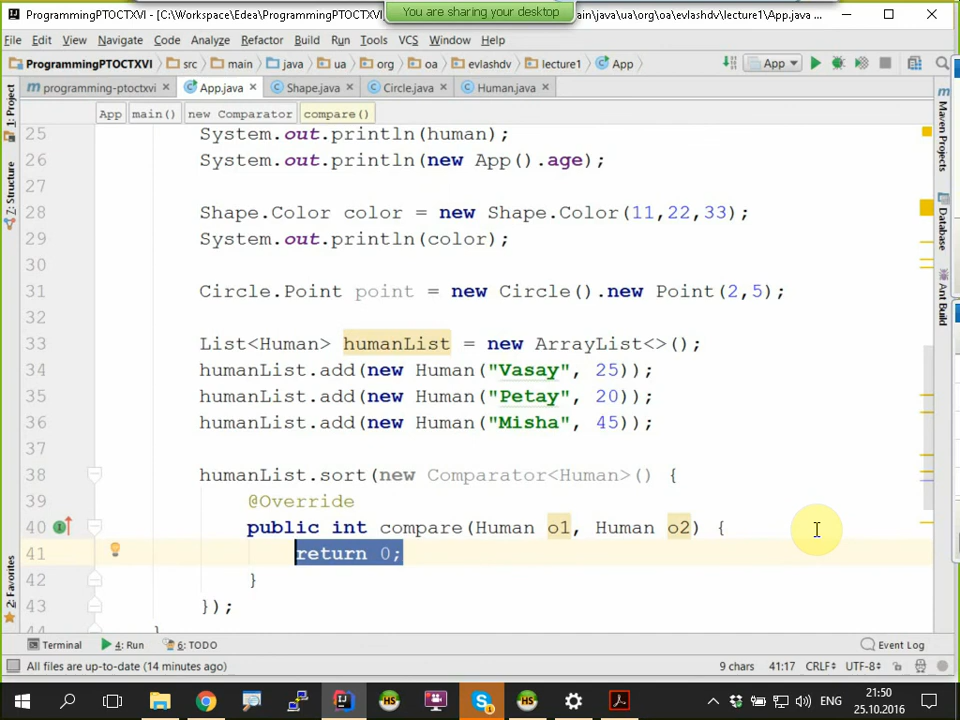 You are sharing your desktop
ProgrammingPTOCTXVI - [C:\Workspace\Edea\ProgrammingPTOCTXVI
ain\java\ua\org\oa\evlashdv\lecture1\App.java ...
File Edit View Navigate Code Analyze Refactor Build Run Tools VCS Window Help
ProgrammingPTOCTXVI src main java ua org oa evlashdv lecture1 App App
programming-ptoctxvi App.java Shape.java Circle.java Human.java
App main() new Comparator compare()
1: Project
Z: Structure
2: Favorites
Maven Projects
Database
Ant Build
25 System.out.println(human);
26 System.out.println(new App().age);
27
28 Shape.Color color = new Shape.Color(11,22,33);
29 System.out.println(color);
30
31 Circle.Point point = new Circle().new Point(2,5);
32
33 List<Human> humanList = new ArrayList<>();
34 humanList.add(new Human("Vasay", 25));
35 humanList.add(new Human("Petay", 20));
36 humanList.add(new Human("Misha", 45));
37
38 humanList.sort(new Comparator<Human>() {
39 @Override
40 public int compare(Human o1, Human o2) {
41 return 0;
42 }
43 });
44 }
Terminal 4: Run 6: TODO Event Log
All files are up-to-date (14 minutes ago) 9 chars 41:17 CRLF UTF-8
ENG 21:50
25.10.2016